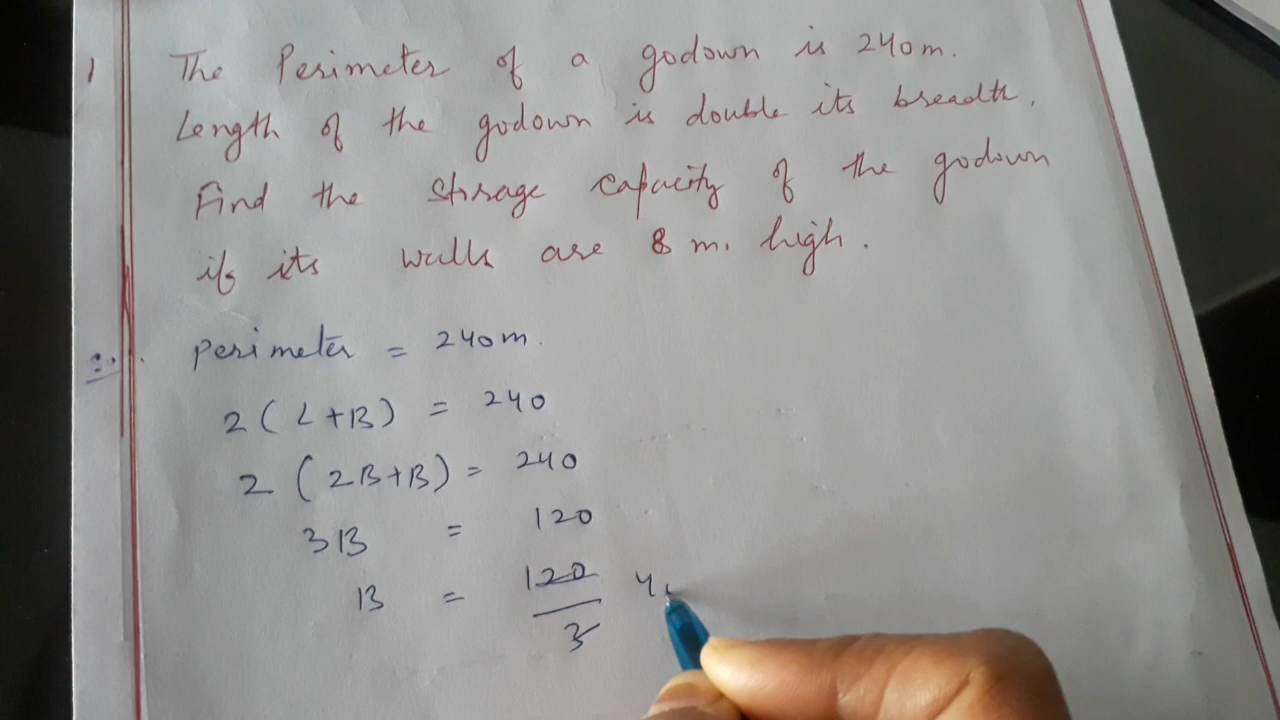 1 The Perimeter of a godown is 240 m.
Length of the godown is double its breadth.
Find the storage capacity of the godown
if its walls are 8 m. high.
Perimeter = 240 m.
2 ( L + B ) = 240
2 ( 2B + B ) = 240
3B = 120
B = 120/3 4